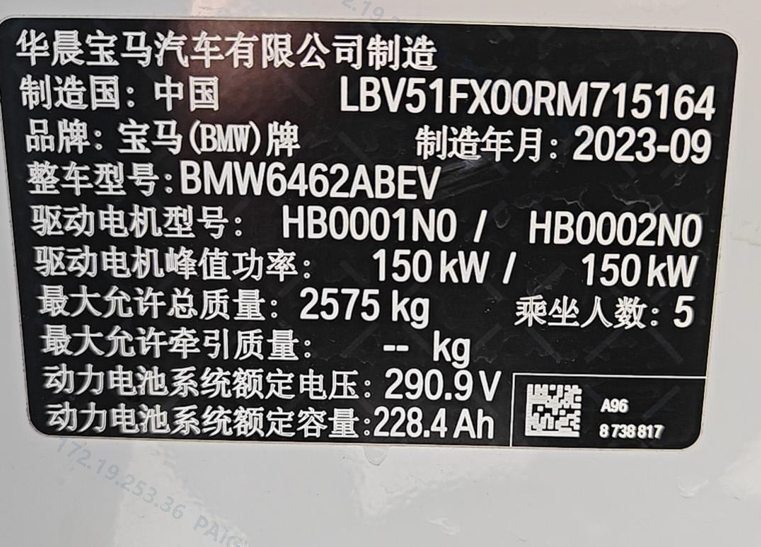 华晨宝马汽车有限公司制造
制造国：中国 LBV51FX00RM715164
品牌：宝马(BMW)牌 制造年月：2023-09
整车型号：BMW6462ABEV
驱动电机型号： HB0001N0 / HB0002N0
驱动电机峰值功率： 150 kW / 150 kW
最大允许总质量：2575 kg 乘坐人数：5
最大允许牵引质量： -- kg
动力电池系统额定电压：290.9 V
动力电池系统额定容量:228.4 Ah
A96
8 738 817
172.19.253.36